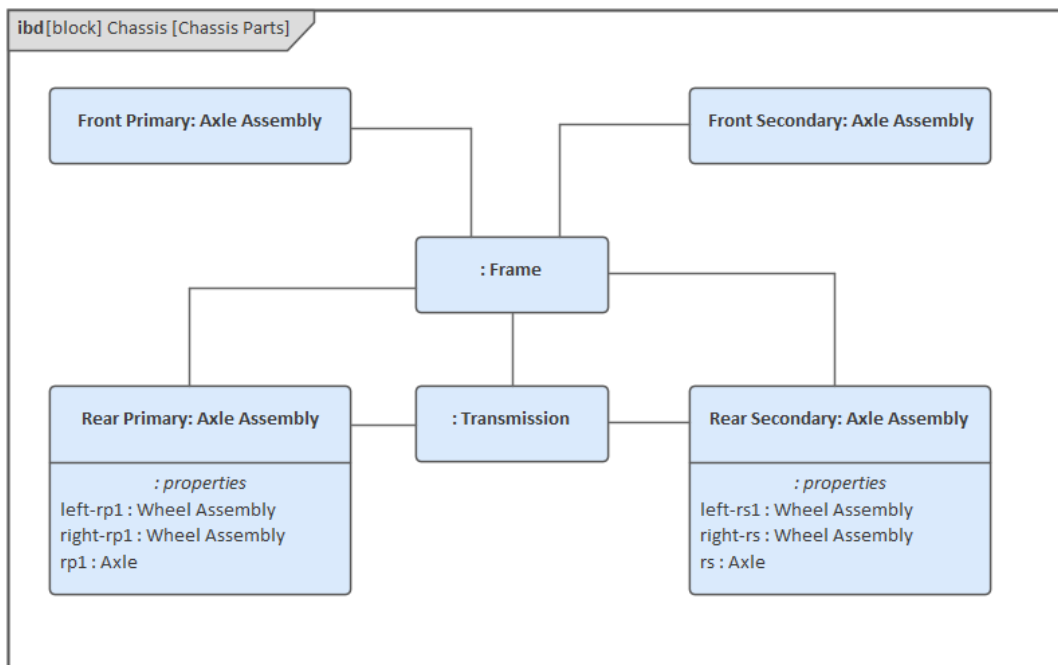 ibd[block] Chassis [Chassis Parts]
Front Primary: Axle Assembly
Front Secondary: Axle Assembly
: Frame
Rear Primary: Axle Assembly
: properties
left-rp1 : Wheel Assembly
right-rp1 : Wheel Assembly
rp1 : Axle
: Transmission
Rear Secondary: Axle Assembly
: properties
left-rs1 : Wheel Assembly
right-rs : Wheel Assembly
rs : Axle